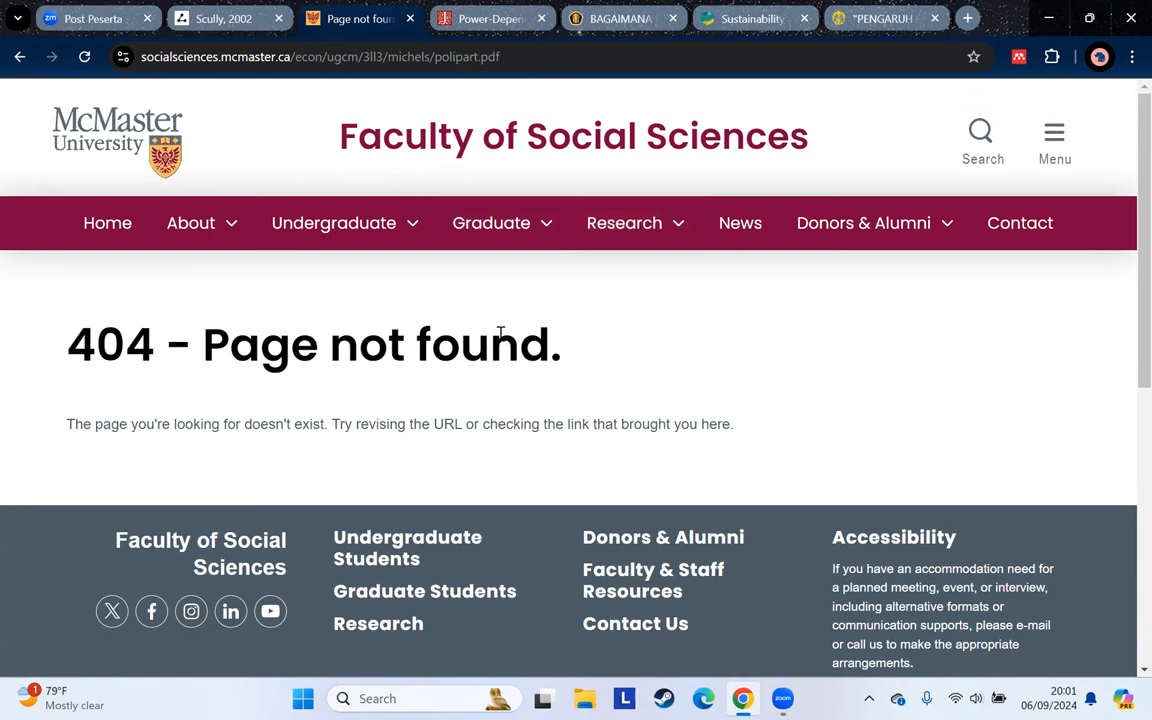 Post Peserta
Scully, 2002
Page not foun
Power-Depen
BAGAIMANA
Sustainability
"PENGARUH
socialsciences.mcmaster.ca/econ/ugcm/3ll3/michels/polipart.pdf
McMaster
University
Faculty of Social Sciences
Search
Menu
Home
About
Undergraduate
Graduate
Research
News
Donors & Alumni
Contact
404 - Page not found.
The page you're looking for doesn't exist. Try revising the URL or checking the link that brought you here.
Faculty of Social
Sciences
Undergraduate
Students
Graduate Students
Research
Donors & Alumni
Faculty & Staff
Resources
Contact Us
Accessibility
If you have an accommodation need for
a planned meeting, event, or interview,
including alternative formats or
communication supports, please e-mail
or call us to make the appropriate
arrangements.
1
79°F
Mostly clear
Search
L
zoom
20:01
06/09/2024
PRE